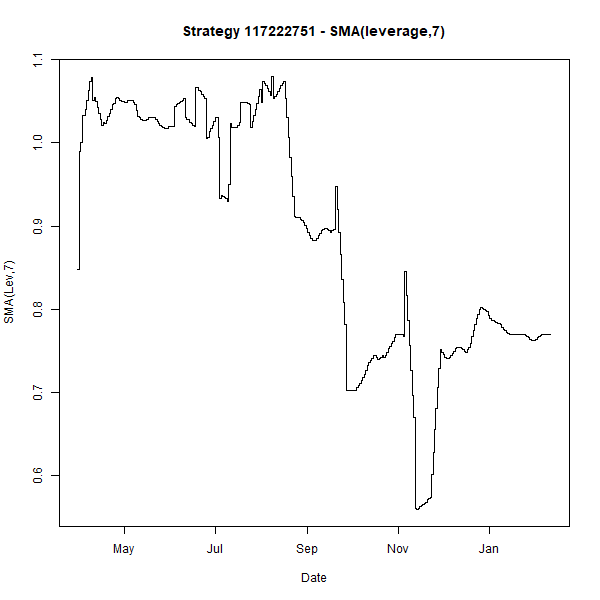 Strategy 117222751 - SMA(leverage,7)
SMA(Lev,7)
1.1
1.0
0.9
0.8
0.7
0.6
May Jul Sep Nov Jan
Date